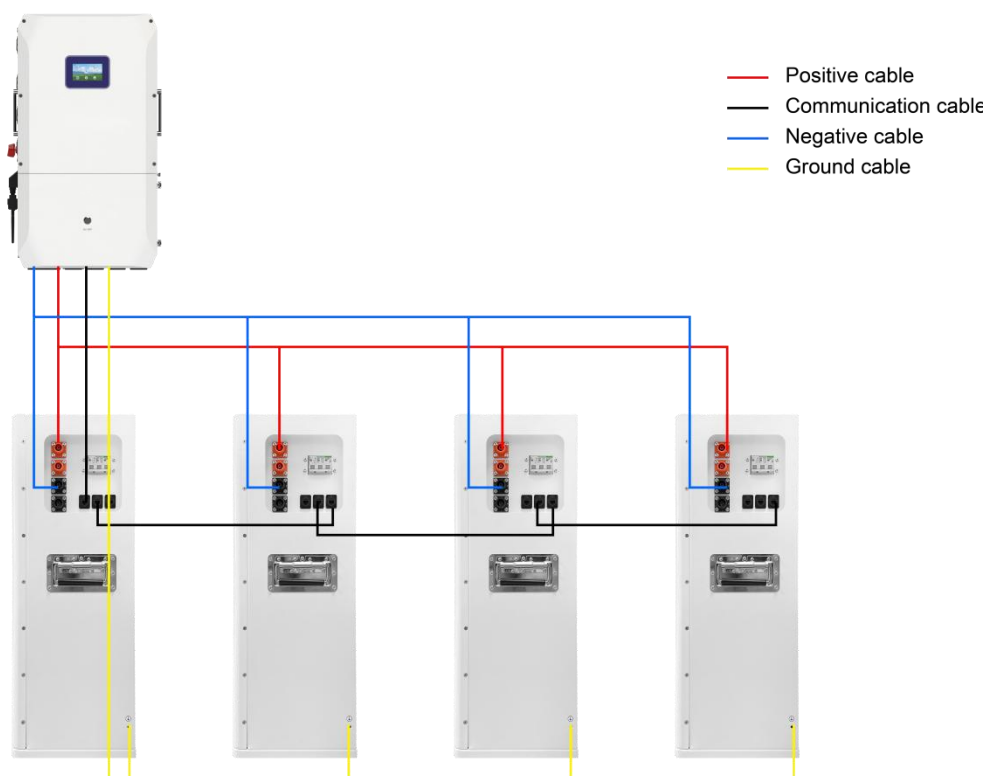 Positive cable
Communication cable
Negative cable
Ground cable